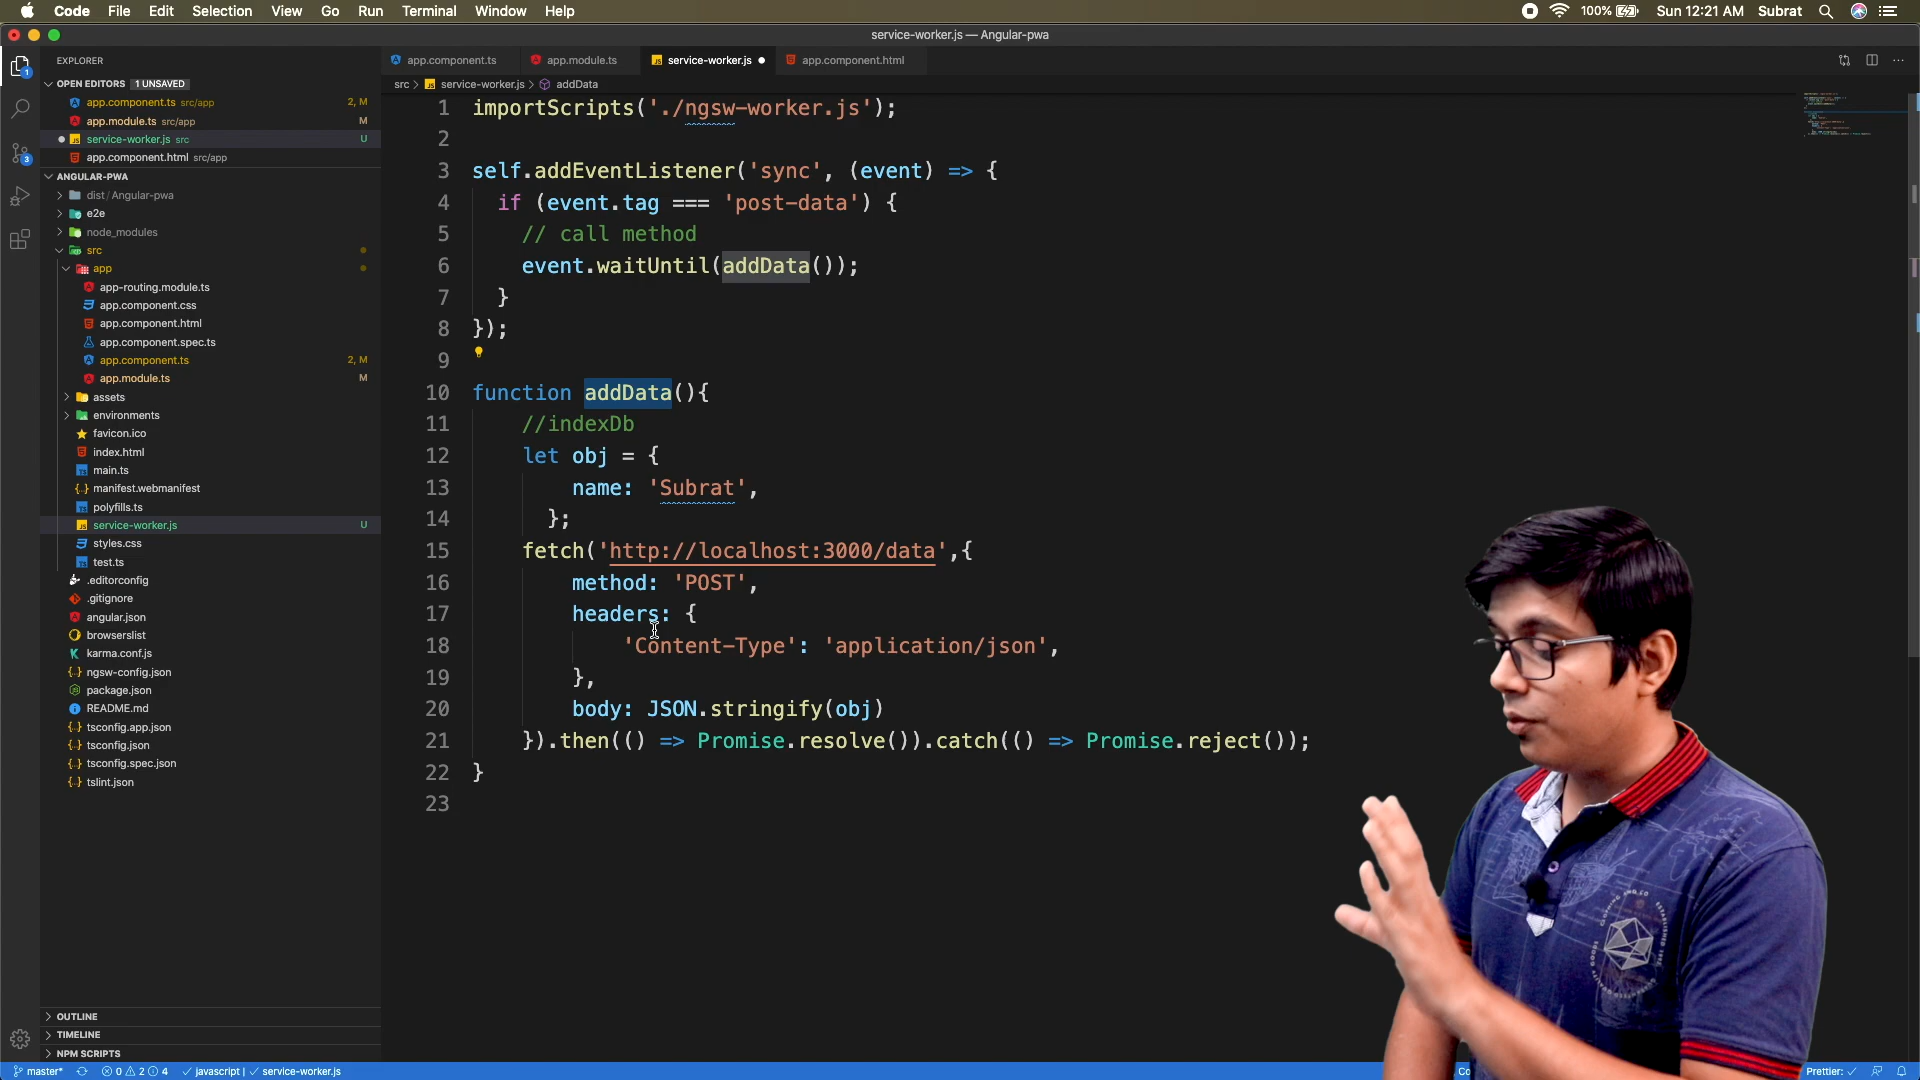 Code File Edit Selection View Go Run Terminal Window Help
100% Sun 12:21 AM Subrat
service-worker.js — Angular-pwa
EXPLORER
OPEN EDITORS 1 UNSAVED
app.component.ts src/app 2, M
app.module.ts src/app M
service-worker.js src U
app.component.html src/app
ANGULAR-PWA
dist / Angular-pwa
e2e
node_modules
src
app
app-routing.module.ts
app.component.css
app.component.html
app.component.spec.ts
app.component.ts 2, M
app.module.ts M
assets
environments
favicon.ico
index.html
main.ts
manifest.webmanifest
polyfills.ts
service-worker.js U
styles.css
test.ts
.editorconfig
.gitignore
angular.json
browserslist
karma.conf.js
ngsw-config.json
package.json
README.md
tsconfig.app.json
tsconfig.json
tsconfig.spec.json
tslint.json
OUTLINE
TIMELINE
NPM SCRIPTS
app.component.ts app.module.ts service-worker.js app.component.html
src > service-worker.js > addData
1 importScripts('./ngsw-worker.js');
2
3 self.addEventListener('sync', (event) => {
4 if (event.tag === 'post-data') {
5 // call method
6 event.waitUntil(addData());
7 }
8 });
9
10 function addData(){
11 //indexDb
12 let obj = {
13 name: 'Subrat',
14 };
15 fetch('http://localhost:3000/data',{
16 method: 'POST',
17 headers: {
18 'Content-Type': 'application/json',
19 },
20 body: JSON.stringify(obj)
21 }).then(() => Promise.resolve()).catch(() => Promise.reject());
22 }
23
master* 0 2 4 javascript | service-worker.js
Prettier: